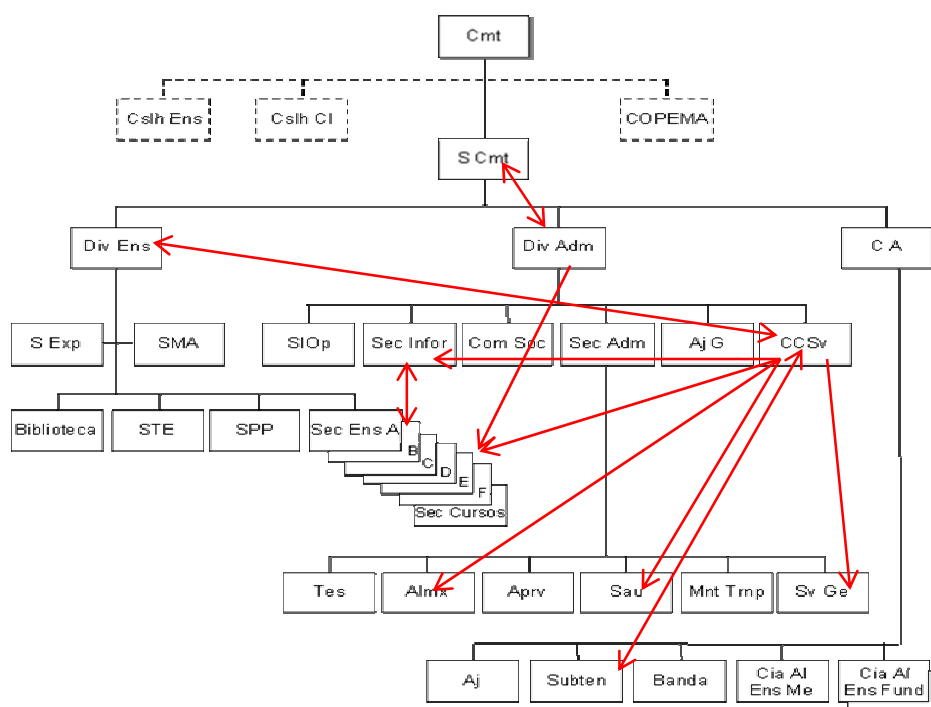 Cmt
Cslh Ens
Cslh CI
COPEMA
S Cmt
Div Ens
Div Adm
C A
S Exp
SMA
SIOp
Sec Infor
Com Soc
Sec Adm
Aj G
CCSv
Biblioteca
STE
SPP
Sec Ens A
B
C
D
E
F
Sec Cursos
Tes
Almx
Aprv
Sau
Mnt Trnp
Sv Ge
Aj
Subten
Banda
Cia Al
Ens Me
Cia Al
Ens Fund